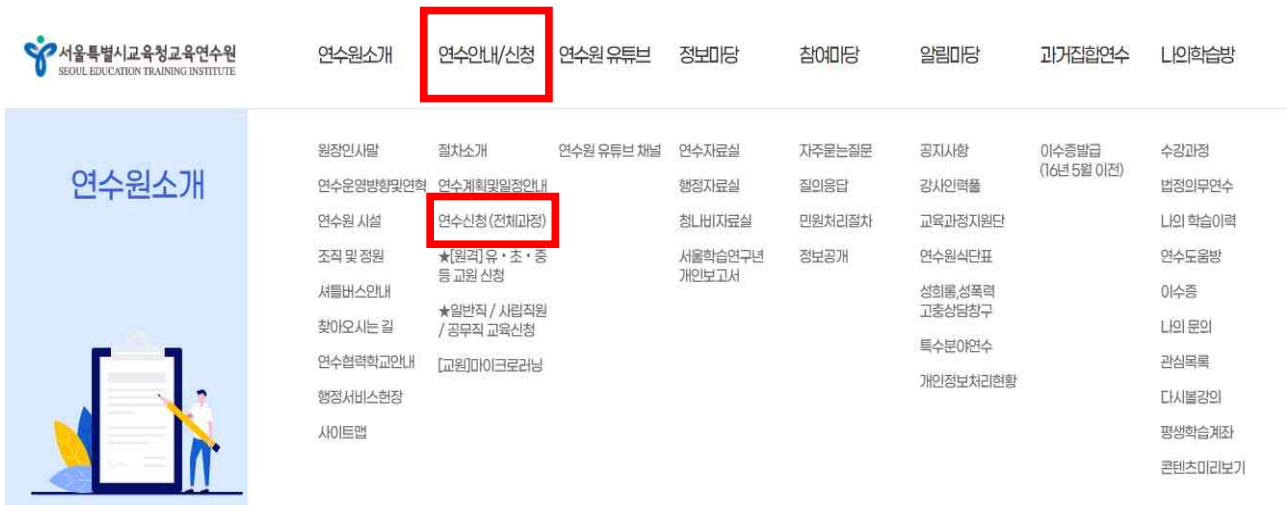 서울특별시교육청교육연수원
SEOUL EDUCATION TRAINING INSTITUTE
연수원소개
연수안내/신청
연수원 유튜브
정보마당
참여마당
알림마당
과거집합연수
나의학습방
연수원소개
원장인사말
연수운영방향및연혁
연수원 시설
조직 및 정원
셔틀버스안내
찾아오시는 길
연수협력학교안내
행정서비스헌장
사이트맵
절차소개
연수계획및일정안내
연수신청(전체과정)
★[원격] 유・초・중
등 교원 신청
★일반직 / 사립직원
/ 공무직 교육신청
[교원]마이크로러닝
연수원 유튜브 채널
연수자료실
행정자료실
청나비자료실
서울학습연구년
개인보고서
자주묻는질문
질의응답
민원처리절차
정보공개
공지사항
강사인력풀
교육과정지원단
연수원식단표
성희롱,성폭력
고충상담창구
특수분야연수
개인정보처리현황
이수증발급
('16년 5월 이전)
수강과정
법정의무연수
나의 학습이력
연수도움방
이수증
나의 문의
관심목록
다시볼강의
평생학습계좌
콘텐츠미리보기